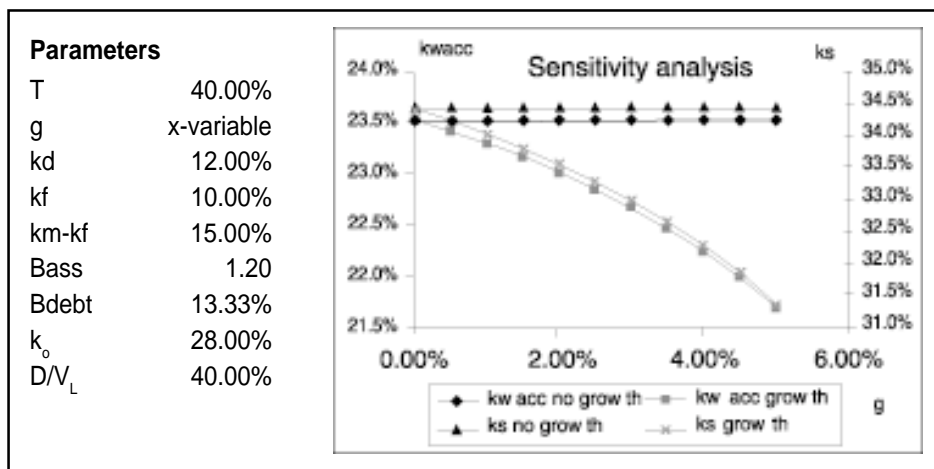 Parameters
T 40.00%
g x-variable
kd 12.00%
kf 10.00%
km-kf 15.00%
Bass 1.20
Bdebt 13.33%
ko 28.00%
D/VL 40.00%
kwacc
ks
Sensitivity analysis
24.0%
23.5%
23.0%
22.5%
22.0%
21.5%
35.0%
34.5%
34.0%
33.5%
33.0%
32.5%
32.0%
31.5%
31.0%
0.00% 2.00% 4.00% 6.00%
g
kw acc no grow th kw acc grow th
ks no grow th ks grow th